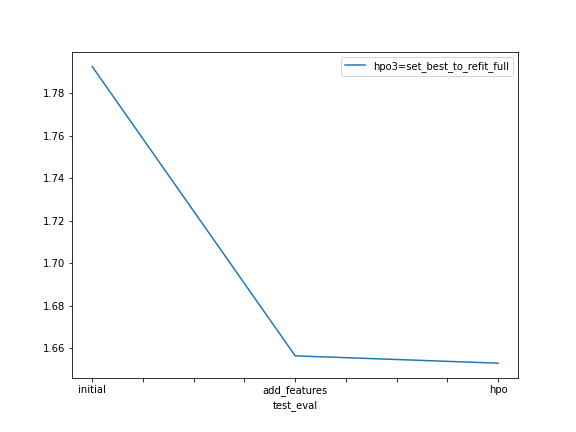 hpo3=set_best_to_refit_full
1.78
1.76
1.74
1.72
1.70
1.68
1.66
initial add_features hpo
test_eval